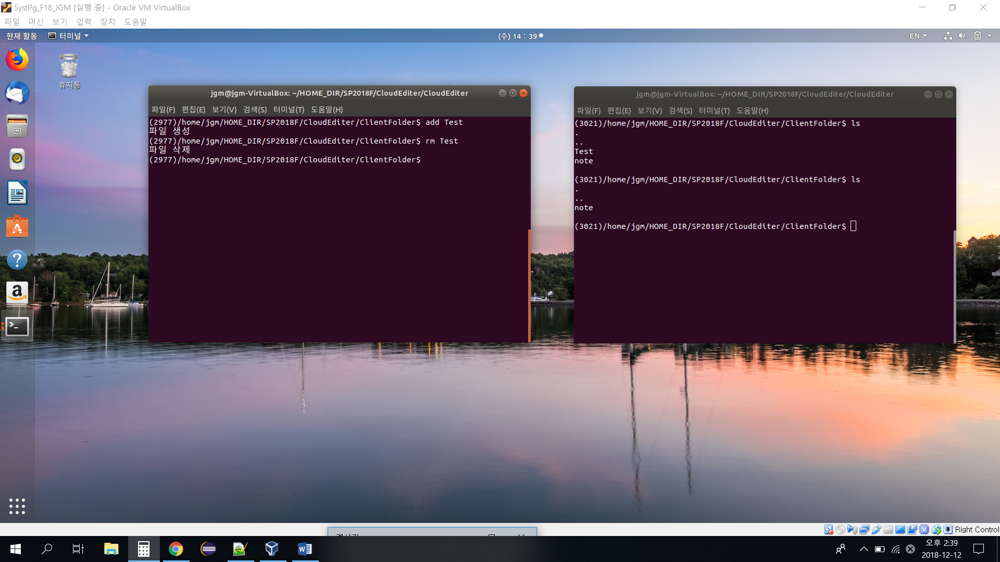 SystPg_F18_JGM [실행 중] - Oracle VM VirtualBox
파일 머신 보기 입력 장치 도움말
현재 활동 터미널 (수) 14 : 39 EN
휴지통
jgm@jgm-VirtualBox: ~/HOME_DIR/SP2018F/CloudEditer/CloudEditer
파일(F) 편집(E) 보기(V) 검색(S) 터미널(T) 도움말(H)
(2977)/home/jgm/HOME_DIR/SP2018F/CloudEditer/ClientFolder$ add Test
파일 생성
(2977)/home/jgm/HOME_DIR/SP2018F/CloudEditer/ClientFolder$ rm Test
파일 삭제
(2977)/home/jgm/HOME_DIR/SP2018F/CloudEditer/ClientFolder$
jgm@jgm-VirtualBox: ~/HOME_DIR/SP2018F/CloudEditer/CloudEditer
파일(F) 편집(E) 보기(V) 검색(S) 터미널(T) 도움말(H)
(3021)/home/jgm/HOME_DIR/SP2018F/CloudEditer/ClientFolder$ ls
.
..
Test
note
(3021)/home/jgm/HOME_DIR/SP2018F/CloudEditer/ClientFolder$ ls
.
..
note
(3021)/home/jgm/HOME_DIR/SP2018F/CloudEditer/ClientFolder$
Right Control
오후 2:39
2018-12-12